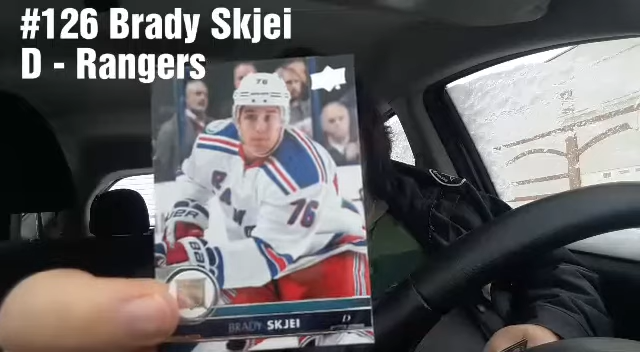 #126 Brady Skjei
D - Rangers
76
76
BRADY SKJEI
D